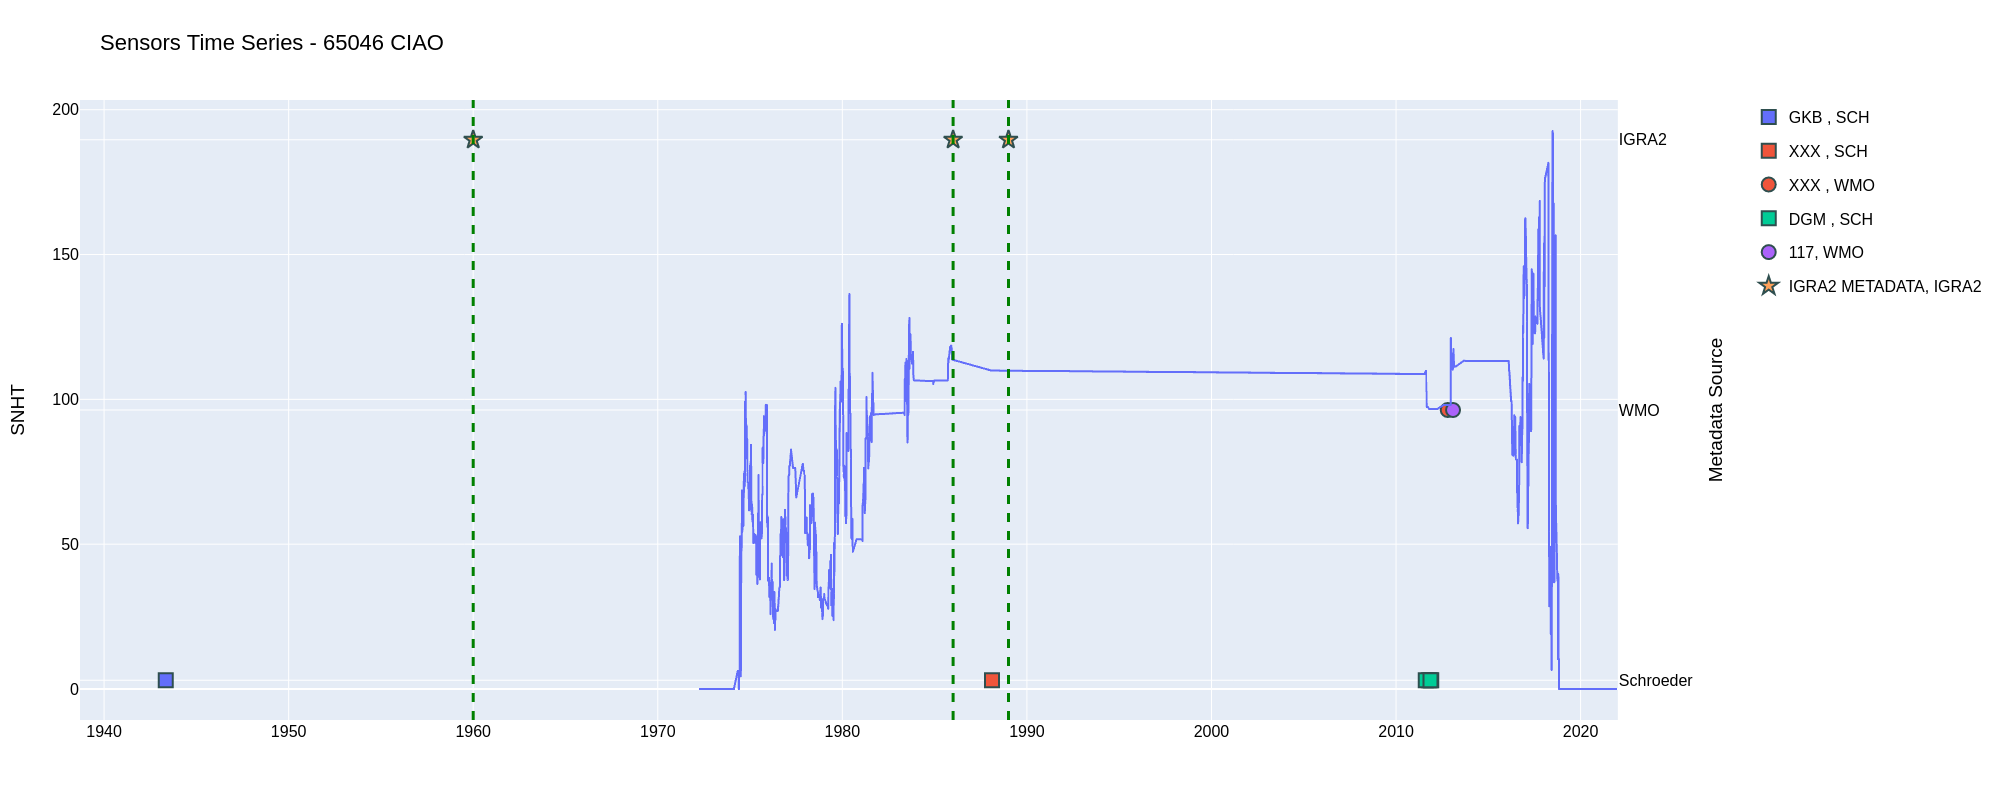 Sensors Time Series - 65046 CIAO
200
150
100
50
0
SNHT
1940
1950
1960
1970
1980
1990
2000
2010
2020
IGRA2
WMO
Schroeder
Metadata Source
GKB , SCH
XXX , SCH
XXX , WMO
DGM , SCH
117, WMO
IGRA2 METADATA, IGRA2